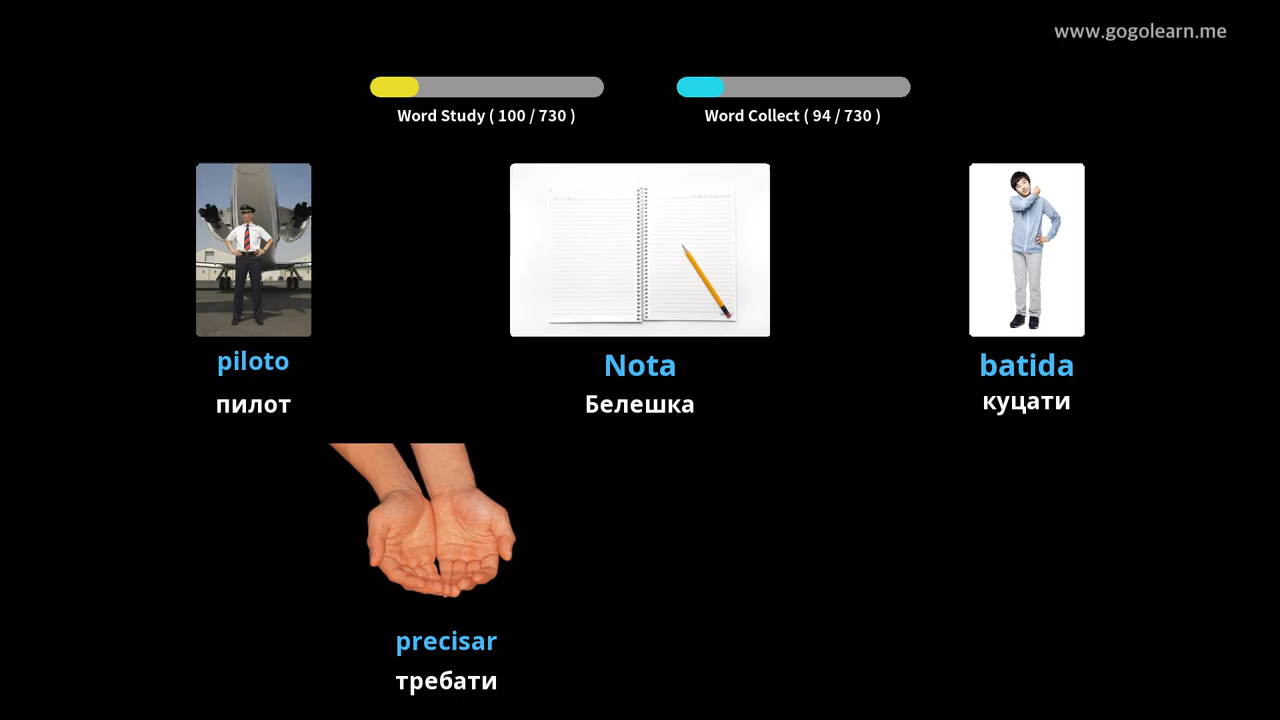 www.gogolearn.me
Word Study ( 100 / 730 )
Word Collect ( 94 / 730 )
piloto
пилот
Nota
Белешка
batida
куцати
precisar
требати